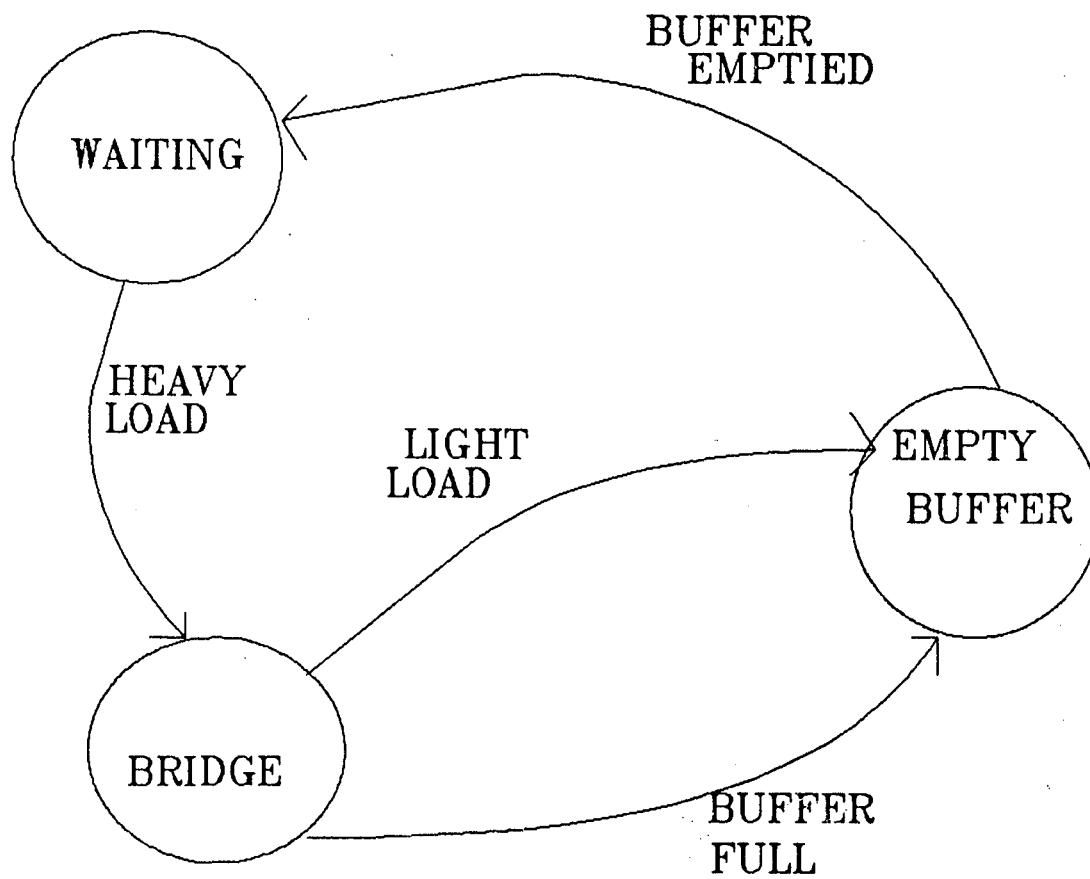 BUFFER
EMPTIED
WAITING
HEAVY
LOAD
LIGHT
LOAD
EMPTY
BUFFER
BRIDGE
BUFFER
FULL